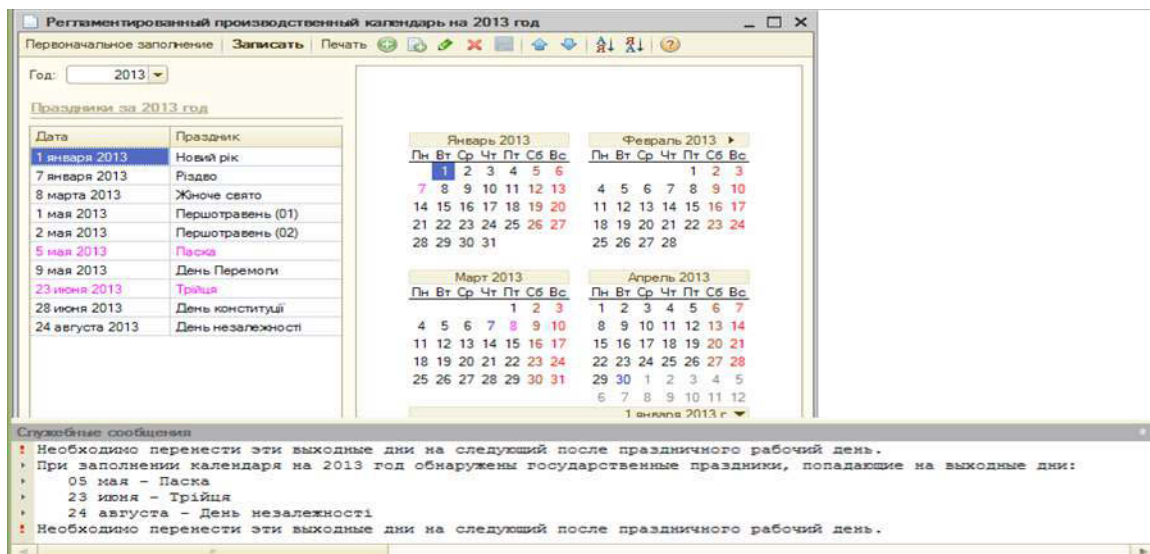 Регламентированный производственный календарь на 2013 год
Первоначальное заполнение Записать Печать
Год: 2013
Праздники за 2013 год
Дата Праздник
1 января 2013 Новий рік
7 января 2013 Різдво
8 марта 2013 Жіноче свято
1 мая 2013 Першотравень (01)
2 мая 2013 Першотравень (02)
5 мая 2013 Паска
9 мая 2013 День Перемоги
23 июня 2013 Трійця
28 июня 2013 День конституції
24 августа 2013 День незалежності
Январь 2013
Пн Вт Ср Чт Пт Сб Вс
1 2 3 4 5 6
7 8 9 10 11 12 13
14 15 16 17 18 19 20
21 22 23 24 25 26 27
28 29 30 31
Февраль 2013
Пн Вт Ср Чт Пт Сб Вс
1 2 3
4 5 6 7 8 9 10
11 12 13 14 15 16 17
18 19 20 21 22 23 24
25 26 27 28
Март 2013
Пн Вт Ср Чт Пт Сб Вс
1 2 3
4 5 6 7 8 9 10
11 12 13 14 15 16 17
18 19 20 21 22 23 24
25 26 27 28 29 30 31
Апрель 2013
Пн Вт Ср Чт Пт Сб Вс
1 2 3 4 5 6 7
8 9 10 11 12 13 14
15 16 17 18 19 20 21
22 23 24 25 26 27 28
29 30 1 2 3 4 5
6 7 8 9 10 11 12
1 января 2013 г.
Служебные сообщения
Необходимо перенести эти выходные дни на следующий после праздничного рабочий день.
При заполнении календаря на 2013 год обнаружены государственные праздники, попадающие на выходные дни:
05 мая - Паска
23 июня - Трійця
24 августа - День незалежності
Необходимо перенести эти выходные дни на следующий после праздничного рабочий день.